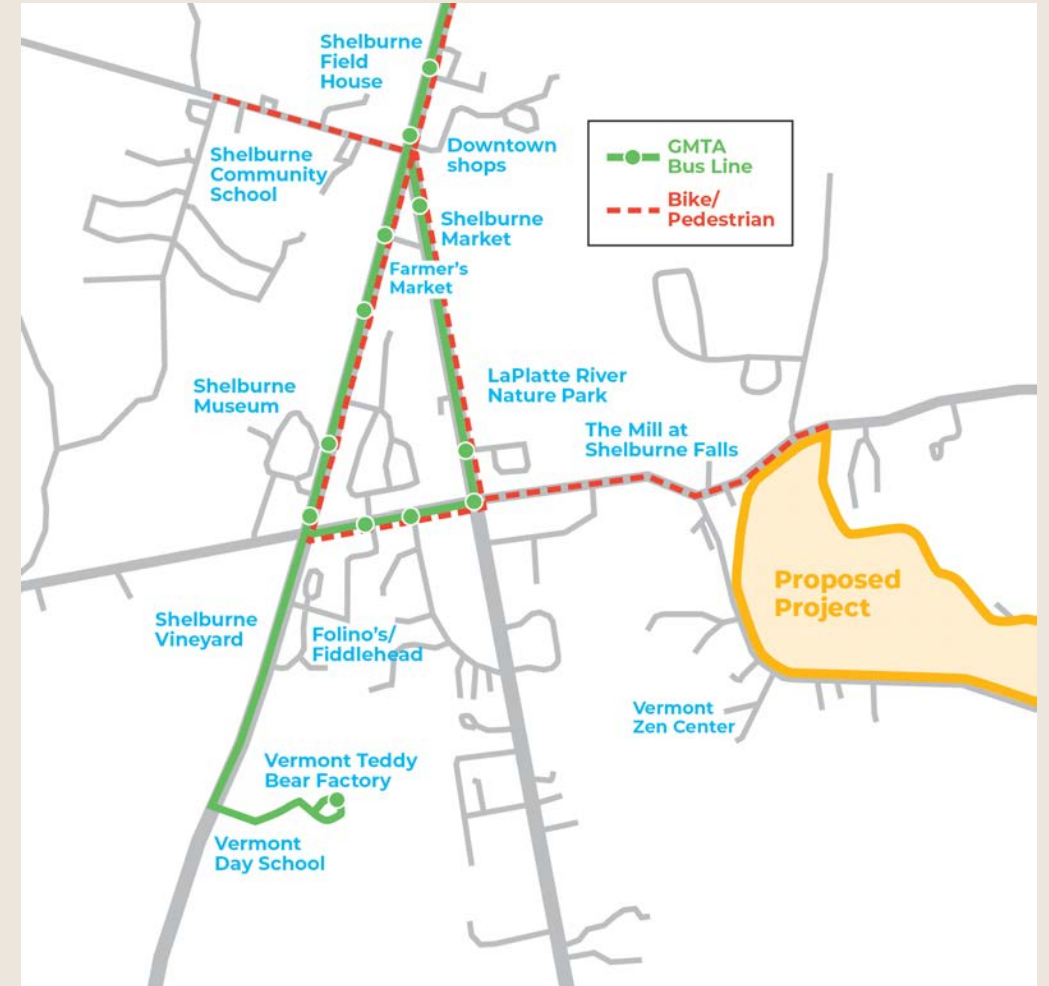 Shelburne
Field
House
Downtown
shops
GMTA
Bus Line
Bike/
Pedestrian
Shelburne
Community
School
Shelburne
Market
Farmer’s
Market
Shelburne
Museum
LaPlatte River
Nature Park
The Mill at
Shelburne Falls
Proposed
Project
Shelburne
Vineyard
Folino’s/
Fiddlehead
Vermont
Zen Center
Vermont Teddy
Bear Factory
Vermont
Day School